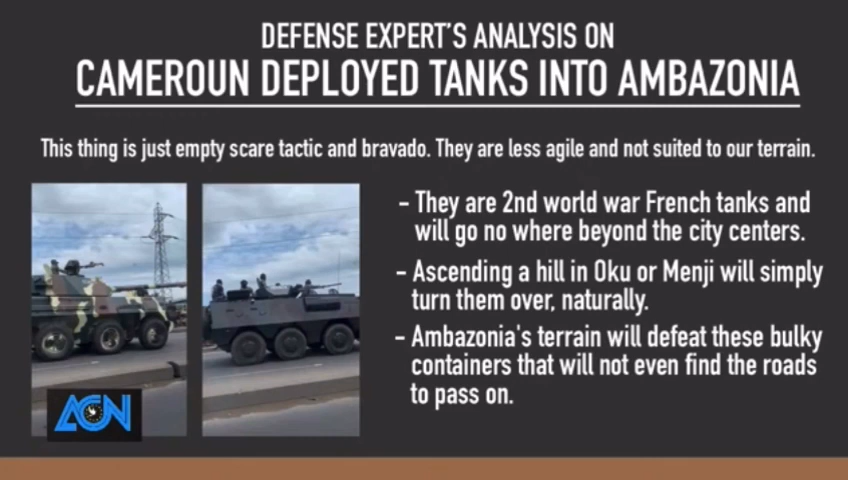 DEFENSE EXPERT'S ANALYSIS ON
CAMEROUN DEPLOYED TANKS INTO AMBAZONIA
This thing is just empty scare tactic and bravado. They are less agile and not suited to our terrain.
- They are 2nd world war French tanks and
will go no where beyond the city centers.
- Ascending a hill in Oku or Menji will simply
turn them over, naturally.
- Ambazonia's terrain will defeat these bulky
containers that will not even find the roads
to pass on.
ACN